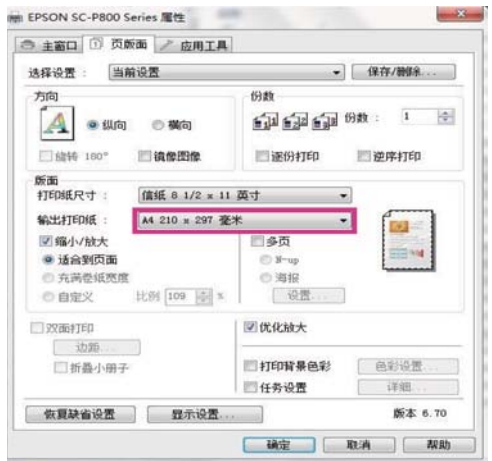 EPSON SC-P800 Series 属性
主窗口 页版面 应用工具
选择设置 : 当前设置 保存/删除...
方向 份数
纵向 横向 份数 : 1
旋转 180° 镜像图像 逐份打印 逆序打印
版面
打印纸尺寸 : 信纸 8 1/2 x 11 英寸
输出打印纸 : A4 210 x 297 毫米
缩小/放大 多页
适合到页面 N-up
充满卷纸宽度 海报
自定义 比例 109 % 设置...
双面打印 优化放大
边距...
折叠小册子 打印背景色彩 色彩设置...
任务设置 详细...
恢复缺省设置 显示设置... 版本 6.70
确定 取消 帮助